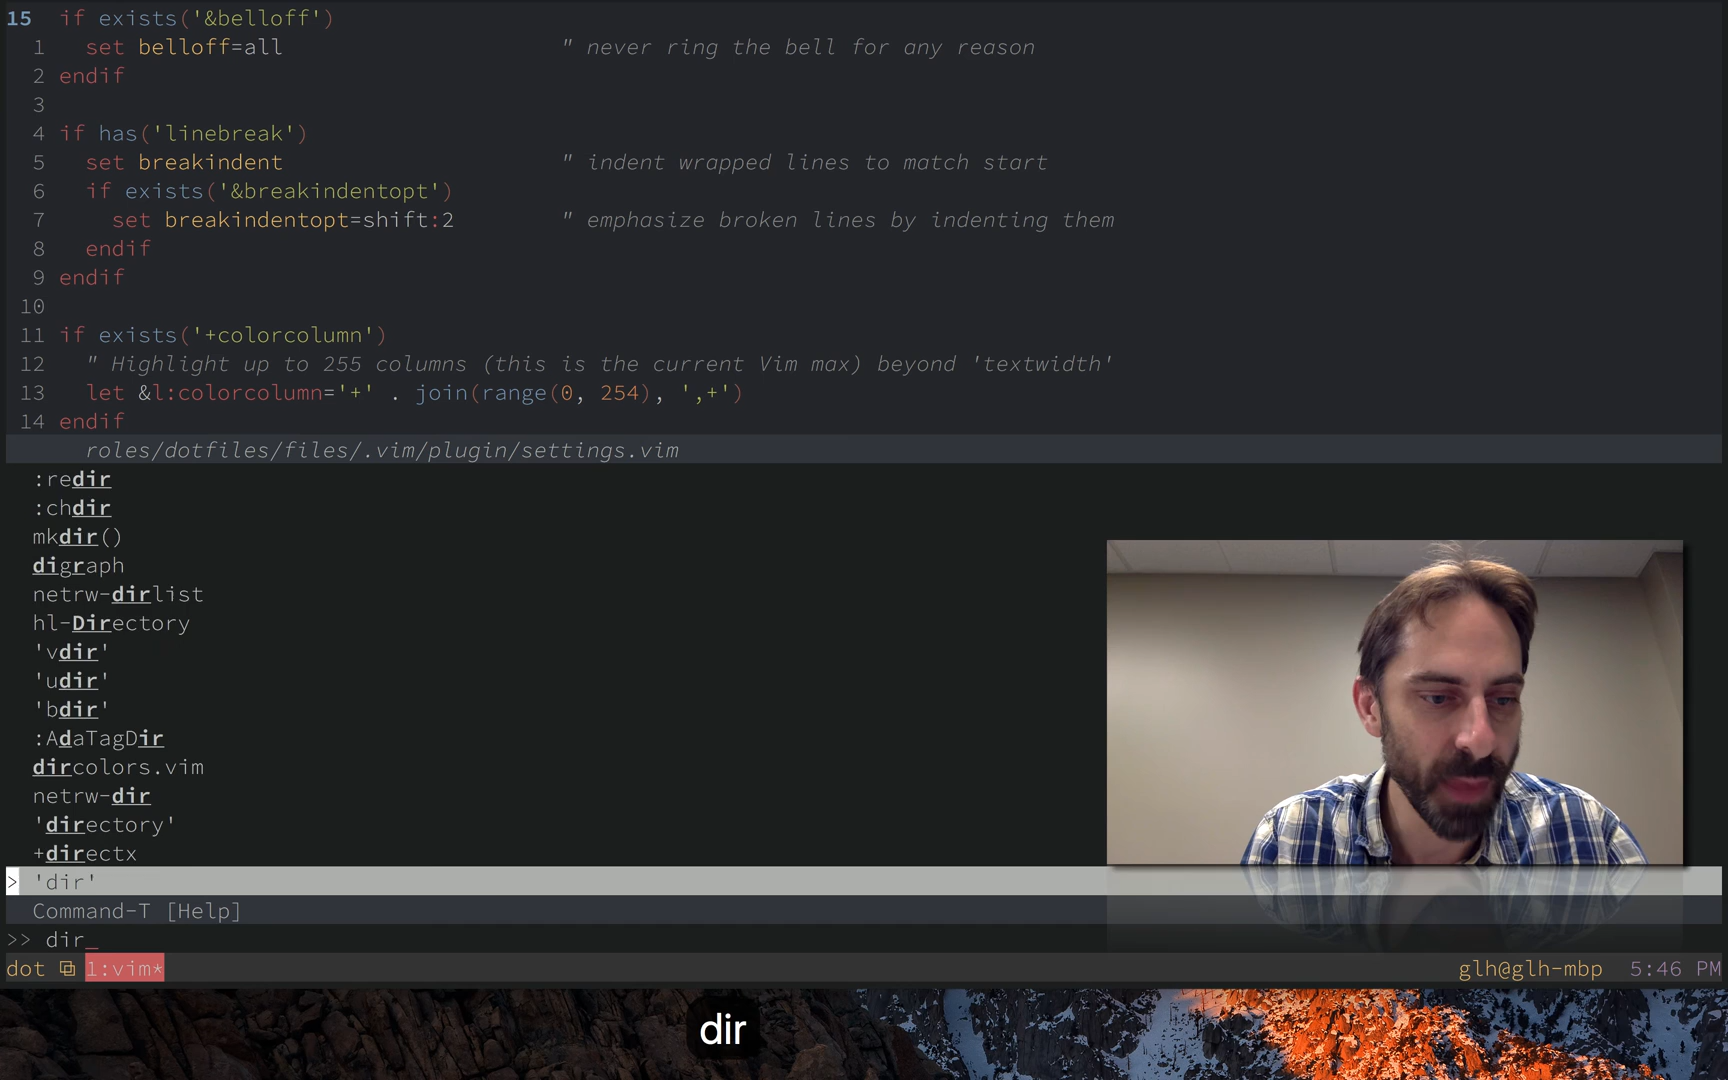 15 if exists('&belloff')
1 set belloff=all " never ring the bell for any reason
2 endif
3
4 if has('linebreak')
5 set breakindent " indent wrapped lines to match start
6 if exists('&breakindentopt')
7 set breakindentopt=shift:2 " emphasize broken lines by indenting them
8 endif
9 endif
10
11 if exists('+colorcolumn')
12 " Highlight up to 255 columns (this is the current Vim max) beyond 'textwidth'
13 let &l:colorcolumn='+' . join(range(0, 254), ',+')
14 endif
roles/dotfiles/files/.vim/plugin/settings.vim
:redir
:chdir
mkdir()
digraph
netrw-dirlist
hl-Directory
'vdir'
'udir'
'bdir'
:AdaTagDir
dircolors.vim
netrw-dir
'directory'
+directx
> 'dir'
Command-T [Help]
>> dir_
dot 1:vim* glh@glh-mbp 5:46 PM
dir